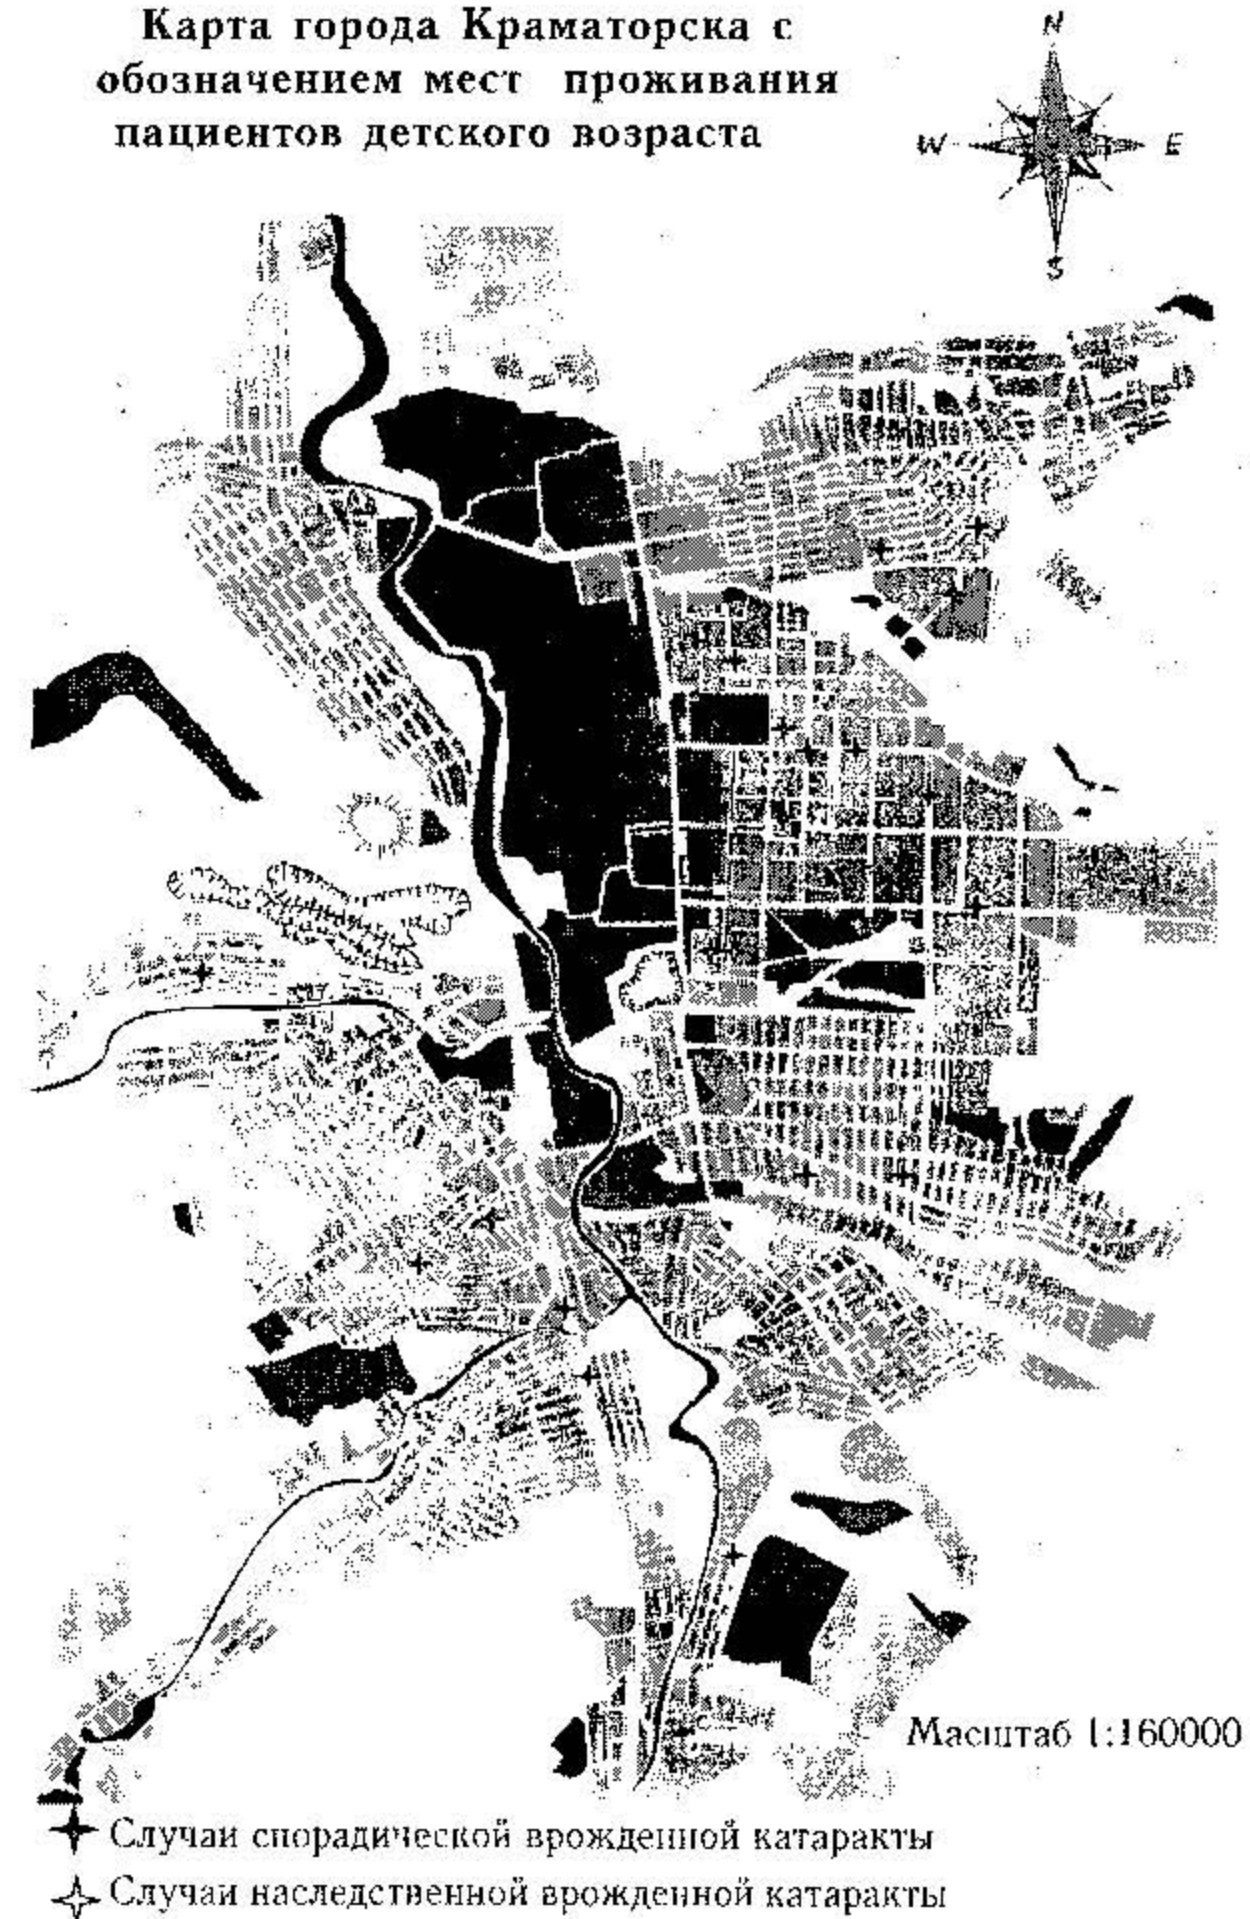 Карта города Краматорска с
обозначением мест проживания
пациентов детского возраста
N
W E
S
Масштаб 1:160000
Случаи спорадической врожденной катаракты
Случаи наследственной врожденной катаракты